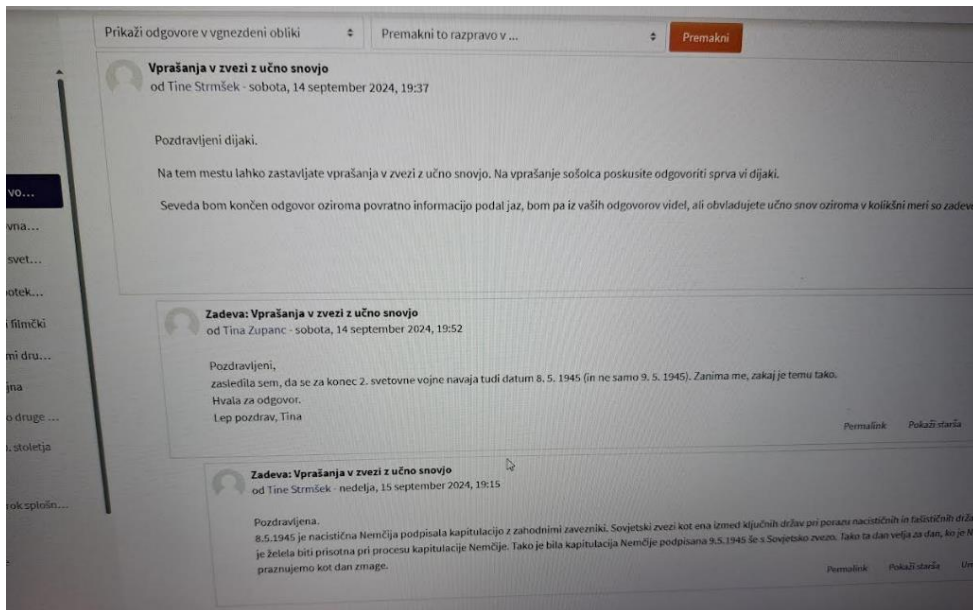 Prikaži odgovore v vgnezdeni obliki
Premakni to razpravo v ...
Premakni
Vprašanja v zvezi z učno snovjo
od Tine Strmšek - sobota, 14 september 2024, 19:37
Pozdravljeni dijaki.
Na tem mestu lahko zastavljate vprašanja v zvezi z učno snovjo. Na vprašanje sošolca poskusite odgovoriti sprva vi dijaki.
Seveda bom končen odgovor oziroma povratno informacijo podal jaz, bom pa iz vaših odgovorov videl, ali obvladujete učno snov oziroma v kolikšni meri so zadeve
vo...
vna...
svet...
otek...
filmčki
mi dru...
jna
o druge ...
. stoletja
rok splošn...
Zadeva: Vprašanja v zvezi z učno snovjo
od Tina Zupanc - sobota, 14 september 2024, 19:52
Pozdravljeni,
zasledila sem, da se za konec 2. svetovne vojne navaja tudi datum 8. 5. 1945 (in ne samo 9. 5. 1945). Zanima me, zakaj je temu tako.
Hvala za odgovor.
Lep pozdrav, Tina
Permalink Pokaži starša
Zadeva: Vprašanja v zvezi z učno snovjo
od Tine Strmšek - nedelja, 15 september 2024, 19:15
Pozdravljena.
8.5.1945 je nacistična Nemčija podpisala kapitulacijo z zahodnimi zavezniki. Sovjetski zvezi kot ena izmed ključnih držav pri porazu nacističnih in fašističnih drža
je želela biti prisotna pri procesu kapitulacije Nemčije. Tako je bila kapitulacija Nemčije podpisana 9.5.1945 še s Sovjetsko zvezo. Tako ta dan velja za dan, ko je N
praznujemo kot dan zmage.
Permalink Pokaži starša Ur